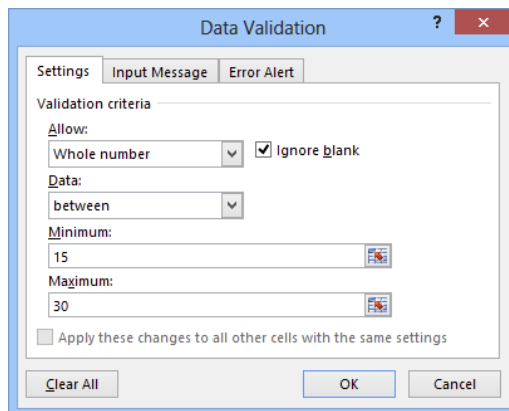 Data Validation ? ×
Settings Input Message Error Alert
Validation criteria
Allow:
Whole number Ignore blank
Data:
between
Minimum:
15
Maximum:
30
Apply these changes to all other cells with the same settings
Clear All OK Cancel